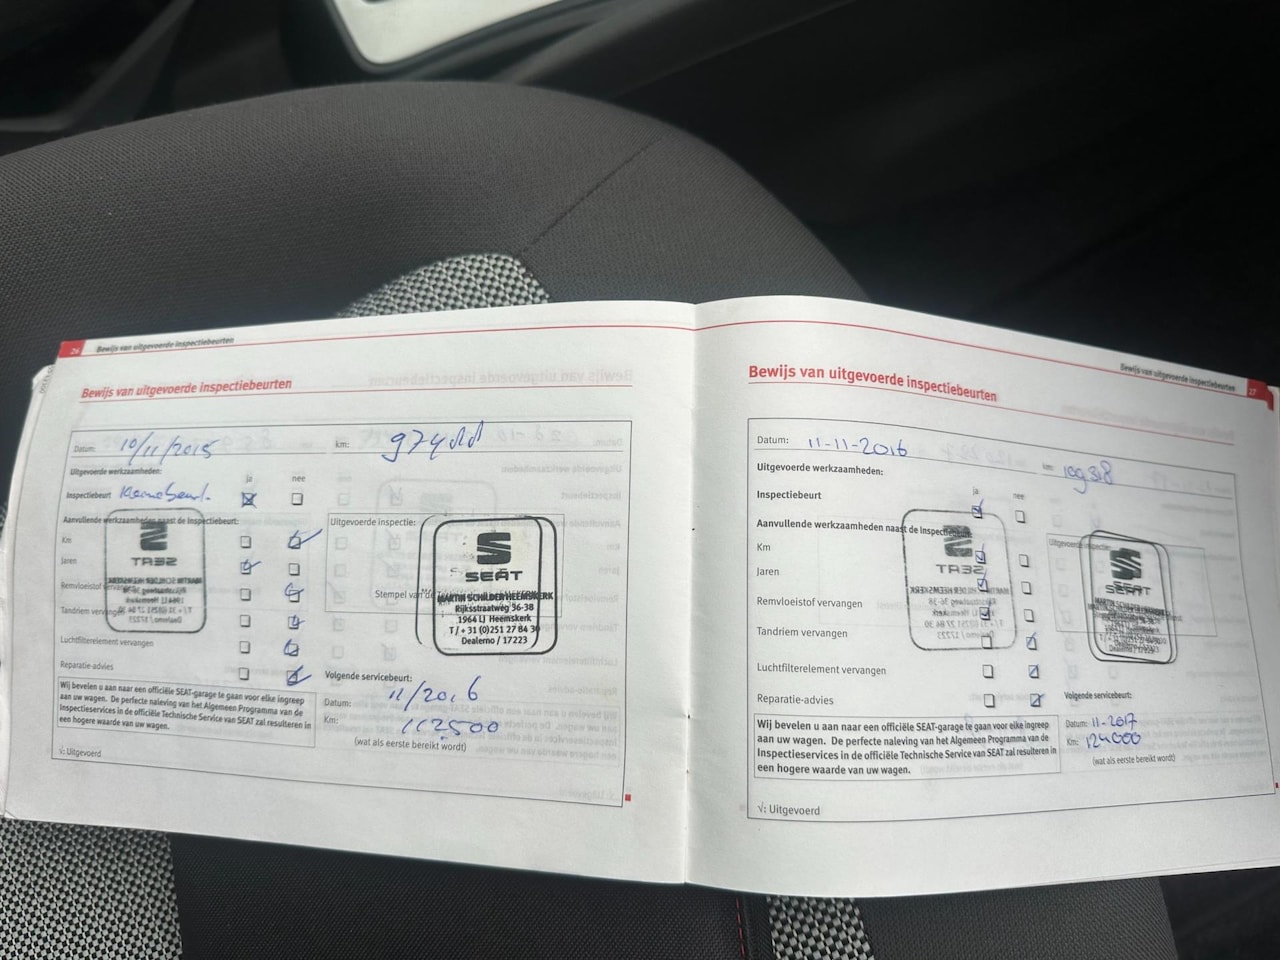 26 Bewijs van uitgevoerde inspectiebeurten
Bewijs van uitgevoerde inspectiebeurten
Datum: 10/11/2015 km:
Uitgevoerde werkzaamheden:
ja nee
Inspectiebeurt
Aanvullende werkzaamheden naast de Inspectiebeurt:
Km
Jaren
Remvloeistof vervangen
Tandriem vervangen
Luchtfilterelement vervangen
Reparatie-advies
Uitgevoerde inspectie:
Stempel van de
SEAT
MARTIN SCHILDER HEEMSKERK
Rijksstraatweg 36-38
1964 LJ Heemskerk
T/+ 31 (0)251 27 84 30
Dealerno / 17223
Volgende servicebeurt:
Datum: 11/2016
Km: 112.500
(wat als eerste bereikt wordt)
Wij bevelen u aan naar een officiële SEAT-garage te gaan voor elke ingreep
aan uw wagen. De perfecte naleving van het Algemeen Programma van de
Inspectieservices in de officiële Technische Service van SEAT zal resulteren in
een hogere waarde van uw wagen.
√: Uitgevoerd
Bewijs van uitgevoerde inspectiebeurten 27
Bewijs van uitgevoerde inspectiebeurten
Datum: 11-11-2016 km: 109318
Uitgevoerde werkzaamheden:
ja nee
Inspectiebeurt
Aanvullende werkzaamheden naast de Inspectiebeurt:
Km
Jaren
Remvloeistof vervangen
Tandriem vervangen
Luchtfilterelement vervangen
Reparatie-advies
Uitgevoerde inspectie:
SEAT
Volgende servicebeurt:
Datum: 11-2017
Km: 124000
(wat als eerste bereikt wordt)
Wij bevelen u aan naar een officiële SEAT-garage te gaan voor elke ingreep
aan uw wagen. De perfecte naleving van het Algemeen Programma van de
Inspectieservices in de officiële Technische Service van SEAT zal resulteren in
een hogere waarde van uw wagen.
√: Uitgevoerd